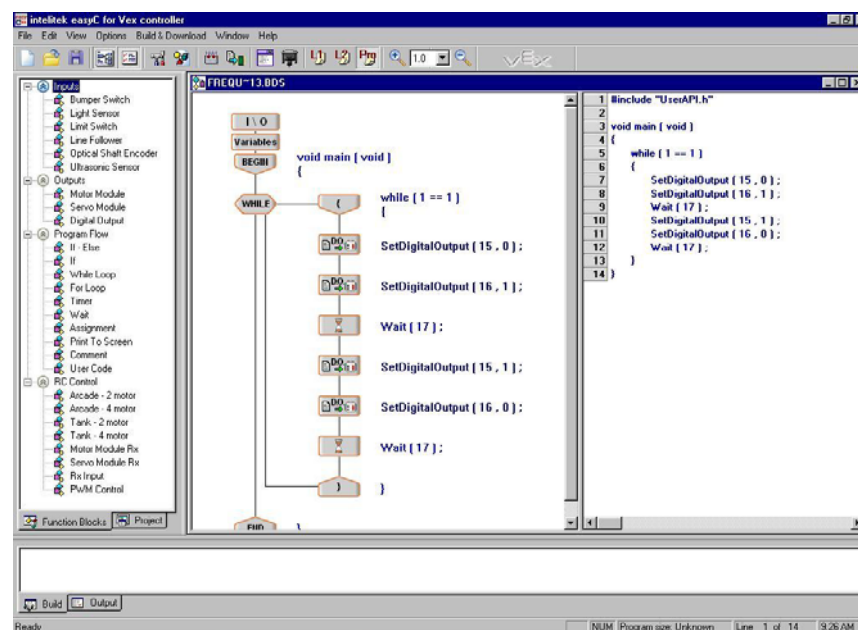 intelitek easyC for Vex controller
File Edit View Options Build & Download Window Help
1.0
vEx
Inputs
Bumper Switch
Light Sensor
Limit Switch
Line Follower
Optical Shaft Encoder
Ultrasonic Sensor
Outputs
Motor Module
Servo Module
Digital Output
Program Flow
If - Else
If
While Loop
For Loop
Timer
Wait
Assignment
Print To Screen
Comment
User Code
RC Control
Arcade - 2 motor
Arcade - 4 motor
Tank - 2 motor
Tank - 4 motor
Motor Module Rx
Servo Module Rx
Rx Input
PWM Control
Function Blocks Project
FREQU~13.BDS
I \ O
Variables
BEGIN void main ( void )
{
WHILE { while ( 1 == 1 )
{
DO SetDigitalOutput ( 15 , 0 ) ;
DO SetDigitalOutput ( 16 , 1 ) ;
Wait ( 17 ) ;
DO SetDigitalOutput ( 15 , 1 ) ;
DO SetDigitalOutput ( 16 , 0 ) ;
Wait ( 17 ) ;
} }
END }
1 #include "UserAPI.h"
2
3 void main ( void )
4 {
5 while ( 1 == 1 )
6 {
7 SetDigitalOutput ( 15 , 0 ) ;
8 SetDigitalOutput ( 16 , 1 ) ;
9 Wait ( 17 ) ;
10 SetDigitalOutput ( 15 , 1 ) ;
11 SetDigitalOutput ( 16 , 0 ) ;
12 Wait ( 17 ) ;
13 }
14 }
Build Output
Ready NUM Program size: Unknown Line 1 of 14 9:26 AM